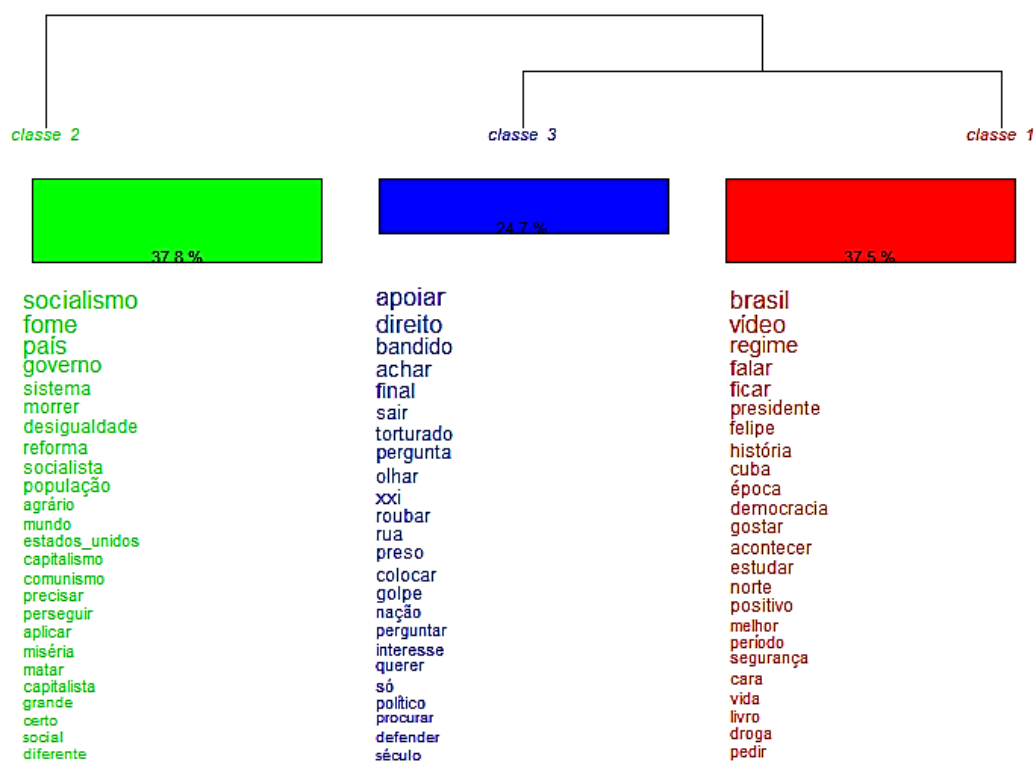 classe 2
classe 3
classe 1
37.8 %
24.7 %
37.5 %
socialismo
fome
país
governo
sistema
morrer
desigualdade
reforma
socialista
população
agrário
mundo
estados_unidos
capitalismo
comunismo
precisar
perseguir
aplicar
miséria
matar
capitalista
grande
certo
social
diferente
apoiar
direito
bandido
achar
final
sair
torturado
pergunta
olhar
xxi
roubar
rua
preso
colocar
golpe
nação
perguntar
interesse
querer
só
político
procurar
defender
século
brasil
vídeo
regime
falar
ficar
presidente
felipe
história
cuba
época
democracia
gostar
acontecer
estudar
norte
positivo
melhor
período
segurança
cara
vida
livro
droga
pedir